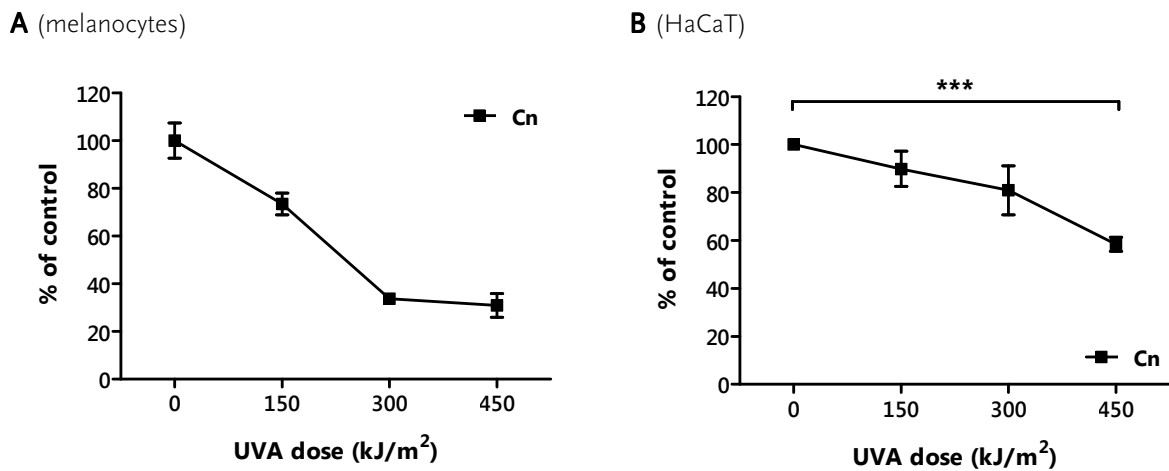 A (melanocytes)
120
100
80
60
40
20
0
% of control
Cn
0 150 300 450
UVA dose (kJ/m²)
B (HaCaT)
***
120
100
80
60
40
20
0
% of control
Cn
0 150 300 450
UVA dose (kJ/m²)